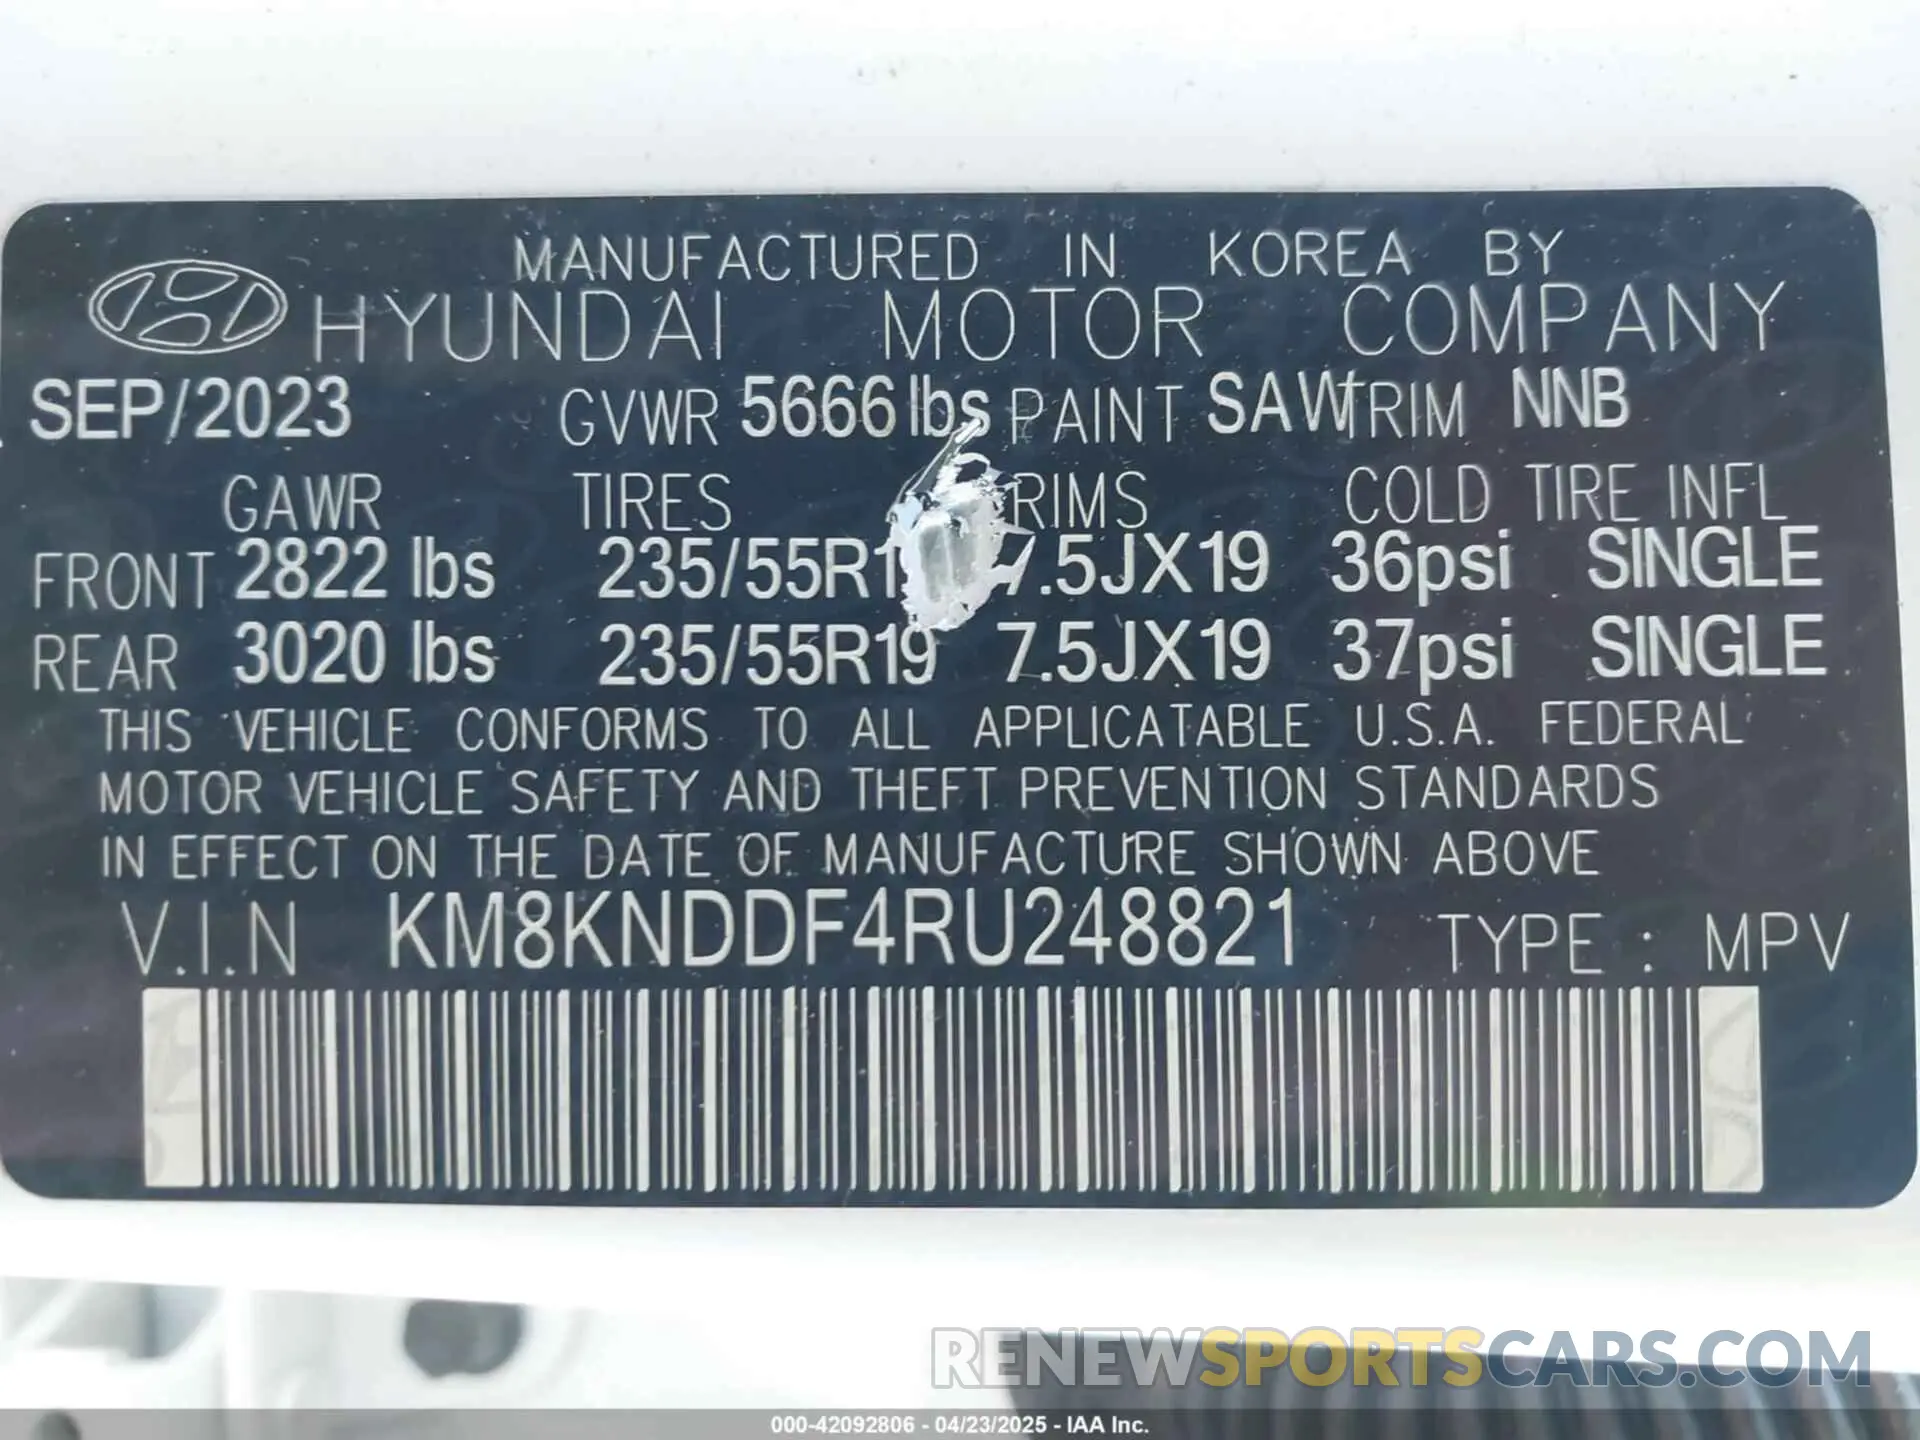 MANUFACTURED IN KOREA BY
HYUNDAI MOTOR COMPANY
SEP/2023 GVWR 5666lbs PAINT SAW TRIM NNB
GAWR TIRES RIMS COLD TIRE INFL
FRONT 2822 lbs 235/55R1 7.5JX19 36psi SINGLE
REAR 3020 lbs 235/55R19 7.5JX19 37psi SINGLE
THIS VEHICLE CONFORMS TO ALL APPLICATABLE U.S.A. FEDERAL
MOTOR VEHICLE SAFETY AND THEFT PREVENTION STANDARDS
IN EFFECT ON THE DATE OF MANUFACTURE SHOWN ABOVE
V.I.N KM8KNDDF4RU248821 TYPE : MPV
RENEWSPORTSCARS.COM
000-42092806 - 04/23/2025 - IAA Inc.